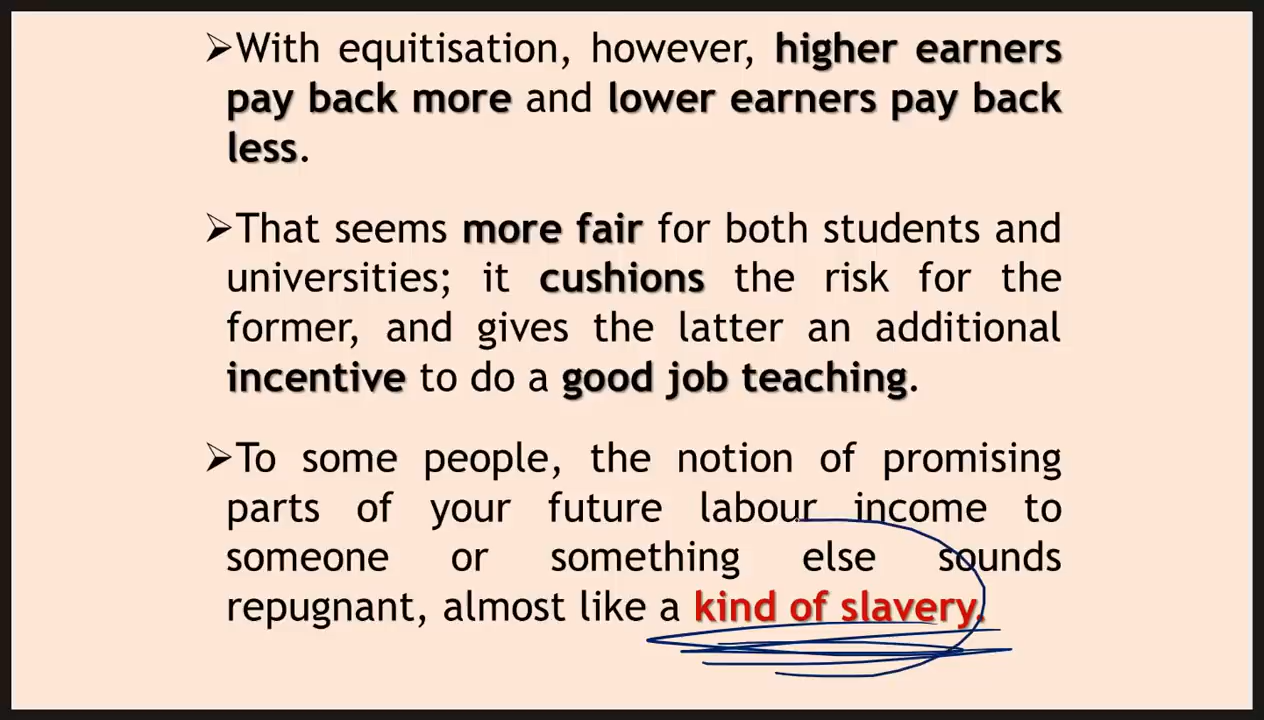 ➢With equitisation, however, higher earners
pay back more and lower earners pay back
less.
➢That seems more fair for both students and
universities; it cushions the risk for the
former, and gives the latter an additional
incentive to do a good job teaching.
➢To some people, the notion of promising
parts of your future labour income to
someone or something else sounds
repugnant, almost like a kind of slavery.